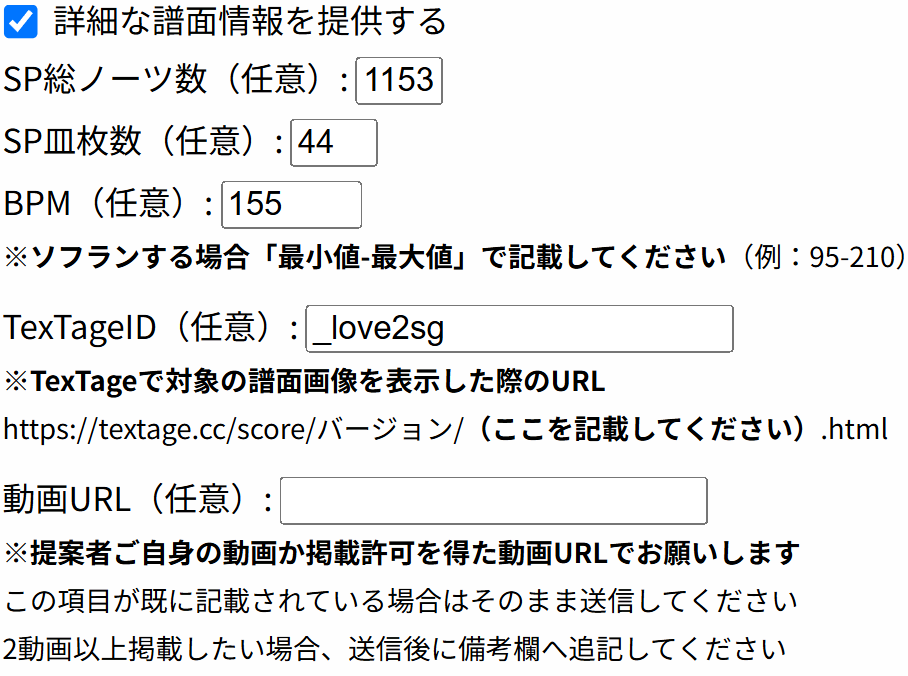 詳細な譜面情報を提供する
SP総ノーツ数（任意）: 1153
SP皿枚数（任意）: 44
BPM（任意）: 155
※ソフランする場合「最小値-最大値」で記載してください（例：95-210）
TexTageID（任意）: _love2sg
※TexTageで対象の譜面画像を表示した際のURL
https://textage.cc/score/バージョン/（ここを記載してください）.html
動画URL（任意）:
※提案者ご自身の動画か掲載許可を得た動画URLでお願いします
この項目が既に記載されている場合はそのまま送信してください
2動画以上掲載したい場合、送信後に備考欄へ追記してください